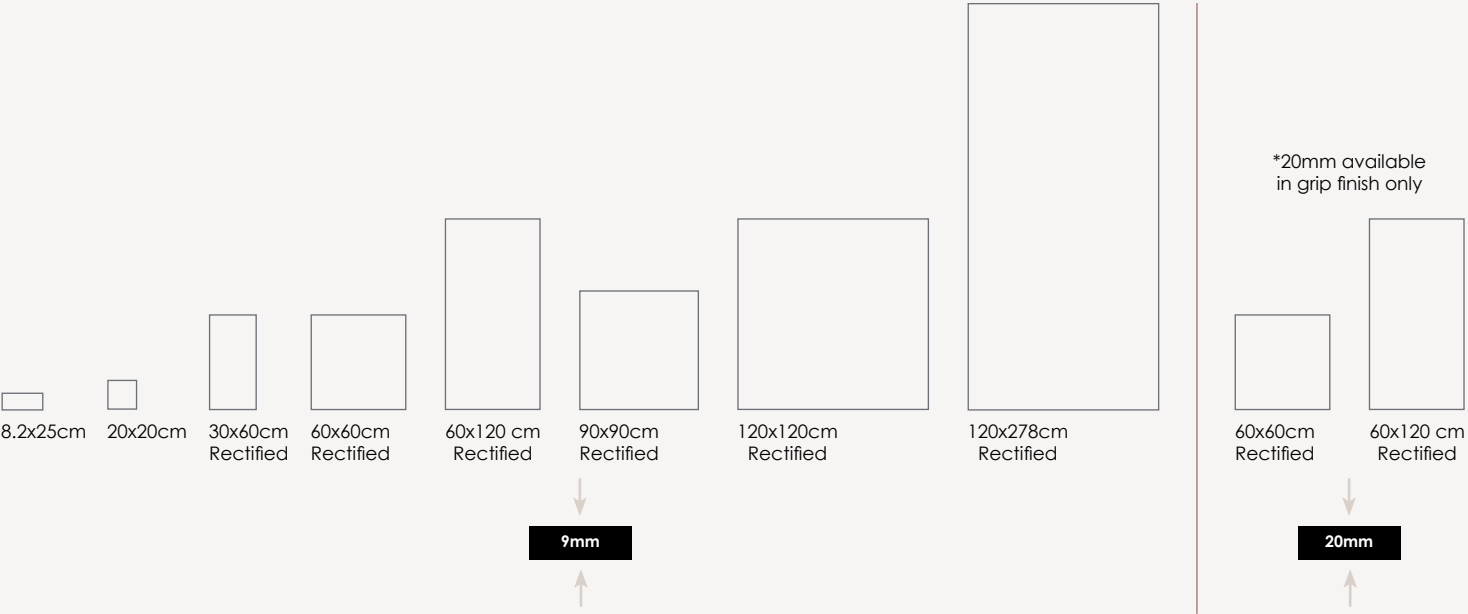 *20mm available
in grip finish only
8.2x25cm
20x20cm
30x60cm
Rectified
60x60cm
Rectified
60x120 cm
Rectified
90x90cm
Rectified
120x120cm
Rectified
120x278cm
Rectified
60x60cm
Rectified
60x120 cm
Rectified
9mm
20mm